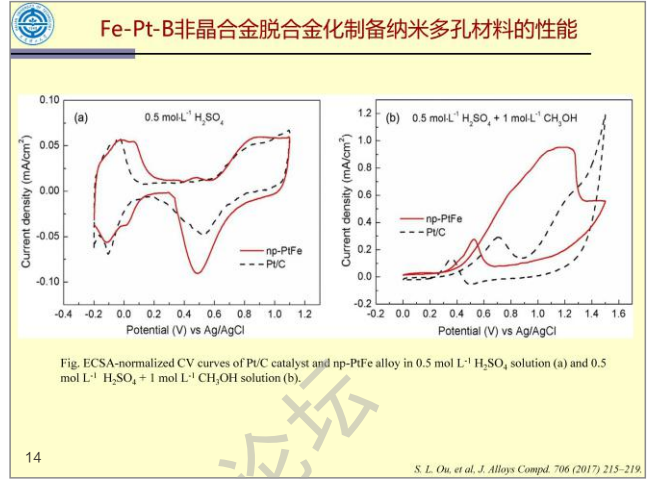 Fe-Pt-B非晶合金脱合金化制备纳米多孔材料的性能
(a)
0.5 mol·L⁻¹ H₂SO₄
0.10
0.05
0.00
-0.05
-0.10
Current density (mA/cm²)
np-PtFe
Pt/C
-0.4 -0.2 0.0 0.2 0.4 0.6 0.8 1.0 1.2
Potential (V) vs Ag/AgCl
(b)
0.5 mol·L⁻¹ H₂SO₄ + 1 mol·L⁻¹ CH₃OH
1.2
1.0
0.8
0.6
0.4
0.2
0.0
-0.2
Current density (mA/cm²)
np-PtFe
Pt/C
-0.2 0.0 0.2 0.4 0.6 0.8 1.0 1.2 1.4 1.6
Potential (V) vs Ag/AgCl
Fig. ECSA-normalized CV curves of Pt/C catalyst and np-PtFe alloy in 0.5 mol L⁻¹ H₂SO₄ solution (a) and 0.5
mol L⁻¹ H₂SO₄ + 1 mol L⁻¹ CH₃OH solution (b).
论坛
14
S. L. Ou, et al, J. Alloys Compd. 706 (2017) 215–219.